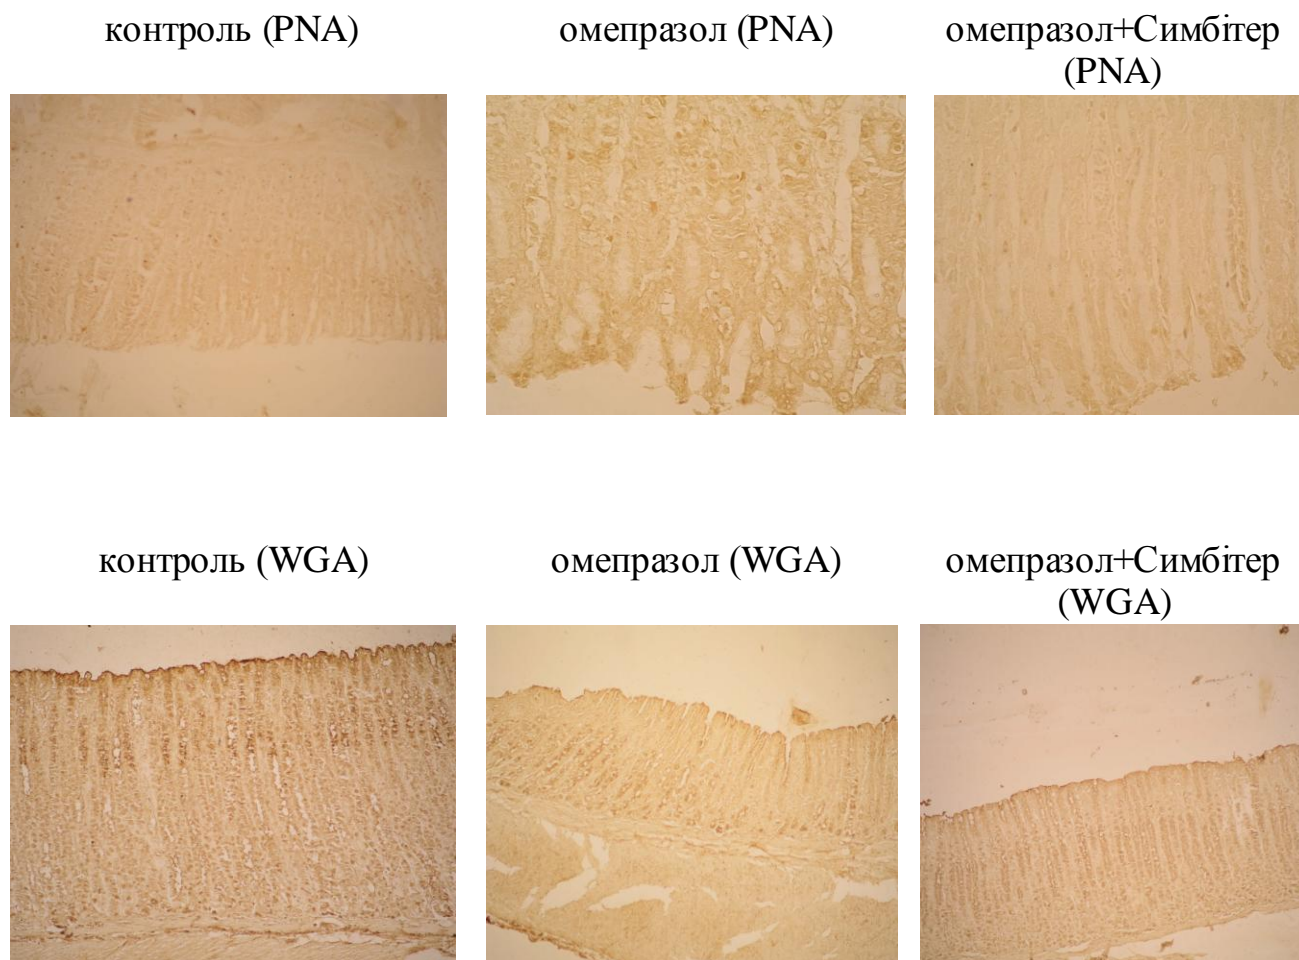 контроль (PNA)
омепразол (PNA)
омепразол+Симбітер
(PNA)
контроль (WGA)
омепразол (WGA)
омепразол+Симбітер
(WGA)